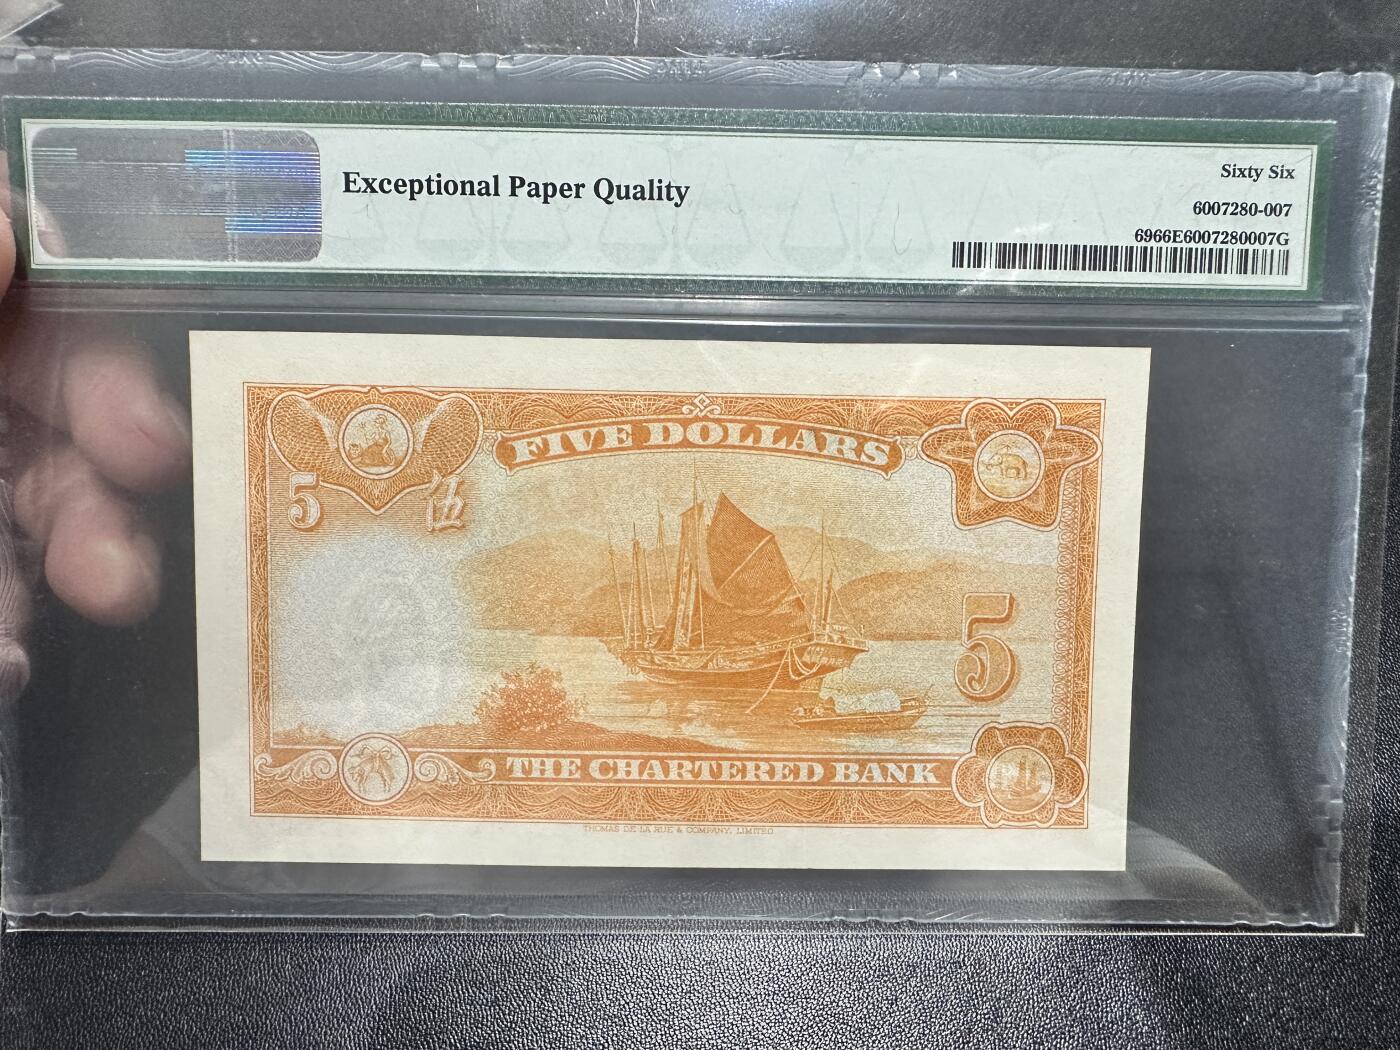 Exceptional Paper Quality
Sixty Six
6007280-007
6966E6007280007G
FIVE DOLLARS
5
伍
5
THE CHARTERED BANK
THOMAS DE LA RUE & COMPANY, LIMITED